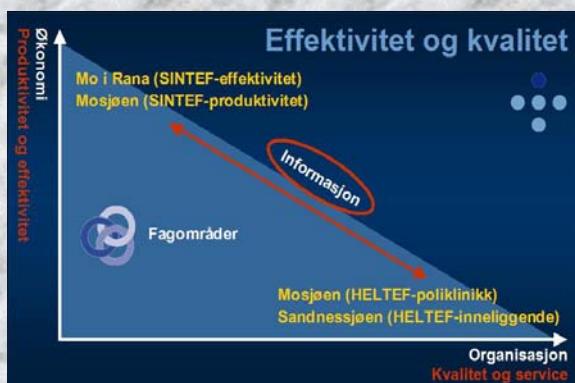 Effektivitet og kvalitet
Økonomi
Produktivitet og effektivitet
Mo i Rana (SINTEF-effektivitet)
Mosjøen (SINTEF-produktivitet)
Informasjon
Fagområder
Mosjøen (HELTEF-poliklinikk)
Sandnessjøen (HELTEF-inneliggende)
Organisasjon
Kvalitet og service